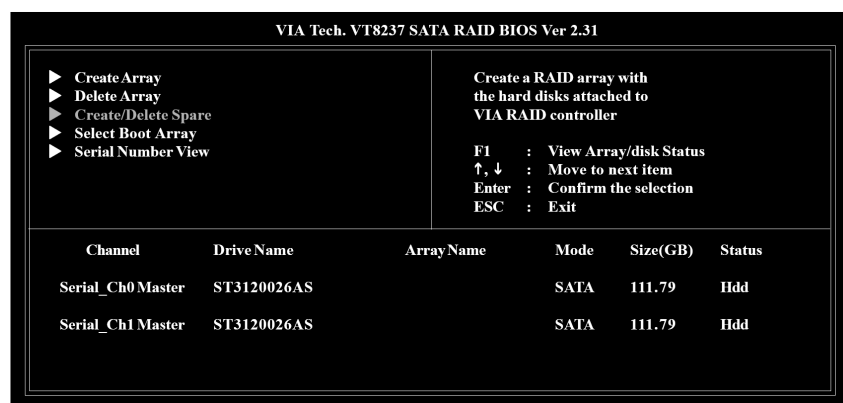 VIA Tech. VT8237 SATA RAID BIOS Ver 2.31
Create Array
Delete Array
Create/Delete Spare
Select Boot Array
Serial Number View
Create a RAID array with
the hard disks attach to
VIA RAID controller
F1 : View Array/disk Status
↑, ↓ : Move to next item
Enter : Confirm the selection
ESC : Exit
Channel Drive Name Array Name Mode Size(GB) Status
Serial_Ch0 Master ST3120026AS SATA 111.79 Hdd
Serial_Ch1 Master ST3120026AS SATA 111.79 Hdd